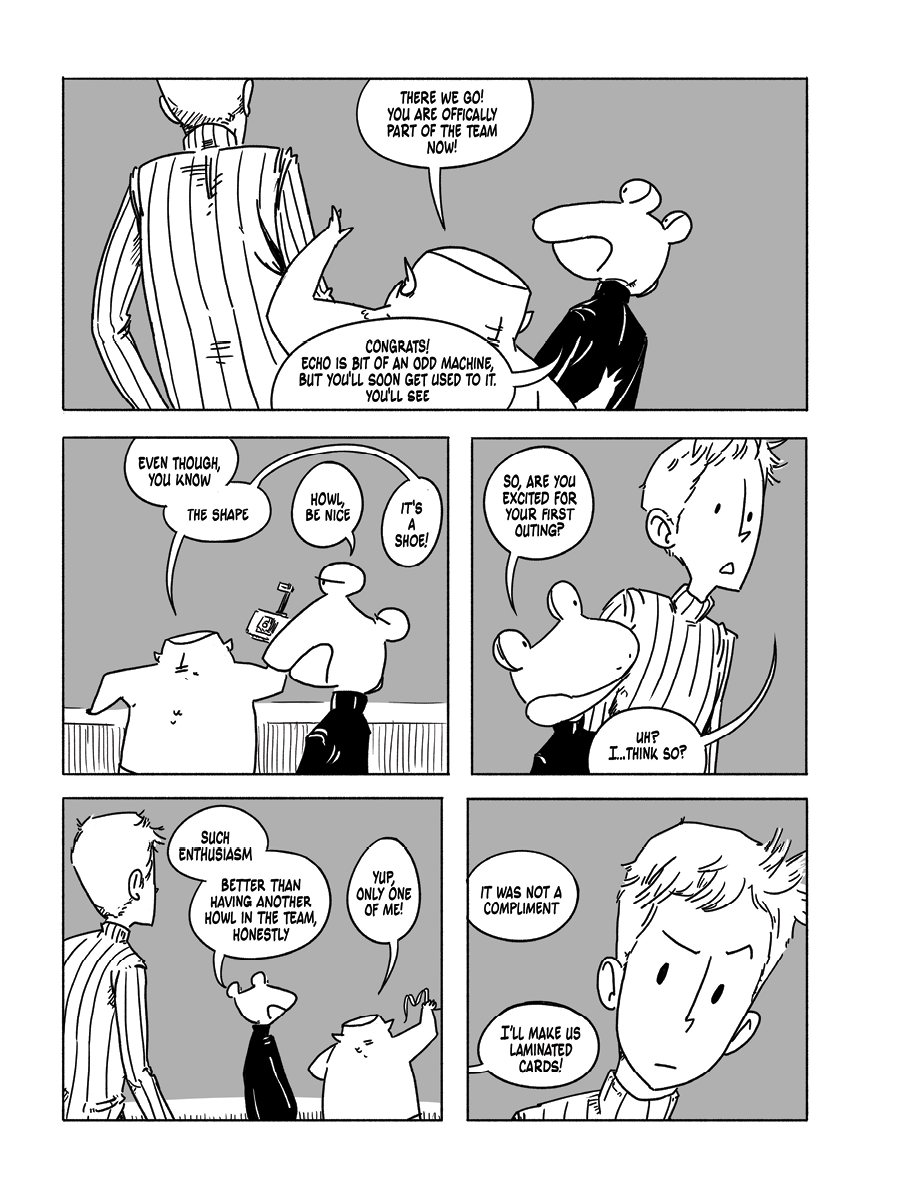 THERE WE GO!
YOU ARE OFFICALLY
PART OF THE TEAM
NOW!
CONGRATS!
ECHO IS BIT OF AN ODD MACHINE,
BUT YOU'LL SOON GET USED TO IT.
YOU'LL SEE
EVEN THOUGH,
YOU KNOW
THE SHAPE
HOWL,
BE NICE
IT'S
A
SHOE!
SO, ARE YOU
EXCITED FOR
YOUR FIRST
OUTING?
UH?
I...THINK SO?
SUCH
ENTHUSIASM
BETTER THAN
HAVING ANOTHER
HOWL IN THE TEAM,
HONESTLY
YUP,
ONLY ONE
OF ME!
IT WAS NOT A
COMPLIMENT
I'LL MAKE US
LAMINATED
CARDS!